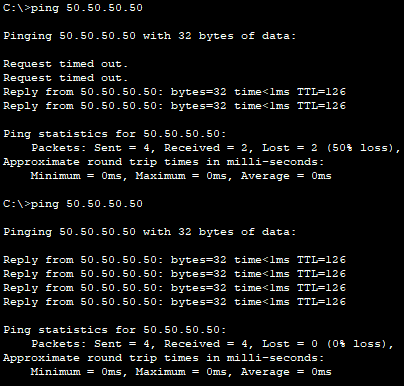 C:\>ping 50.50.50.50
Pinging 50.50.50.50 with 32 bytes of data:
Request timed out.
Request timed out.
Reply from 50.50.50.50: bytes=32 time<1ms TTL=126
Reply from 50.50.50.50: bytes=32 time<1ms TTL=126
Ping statistics for 50.50.50.50:
Packets: Sent = 4, Received = 2, Lost = 2 (50% loss),
Approximate round trip times in milli-seconds:
Minimum = 0ms, Maximum = 0ms, Average = 0ms
C:\>ping 50.50.50.50
Pinging 50.50.50.50 with 32 bytes of data:
Reply from 50.50.50.50: bytes=32 time<1ms TTL=126
Reply from 50.50.50.50: bytes=32 time<1ms TTL=126
Reply from 50.50.50.50: bytes=32 time<1ms TTL=126
Reply from 50.50.50.50: bytes=32 time<1ms TTL=126
Ping statistics for 50.50.50.50:
Packets: Sent = 4, Received = 4, Lost = 0 (0% loss),
Approximate round trip times in milli-seconds:
Minimum = 0ms, Maximum = 0ms, Average = 0ms